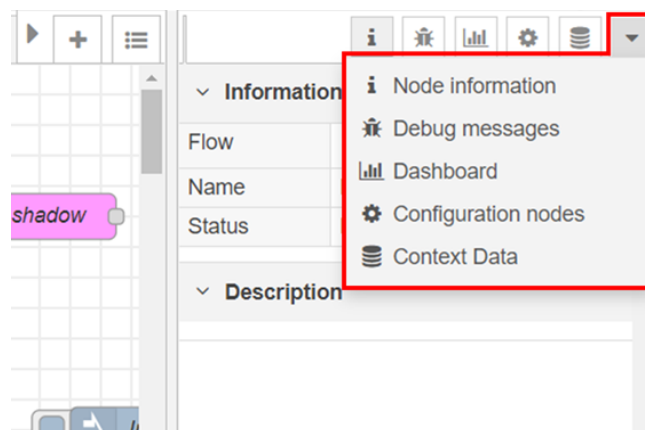 Information
Node information
Debug messages
Flow
Dashboard
Name
Configuration nodes
shadow
Status
Context Data
Description